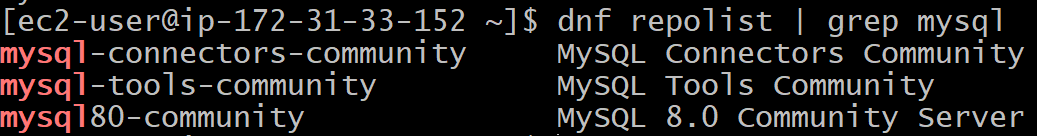 [ec2-user@ip-172-31-33-152 ~]$ dnf repolist | grep mysql
mysql-connectors-community MySQL Connectors Community
mysql-tools-community MySQL Tools Community
mysql80-community MySQL 8.0 Community Server